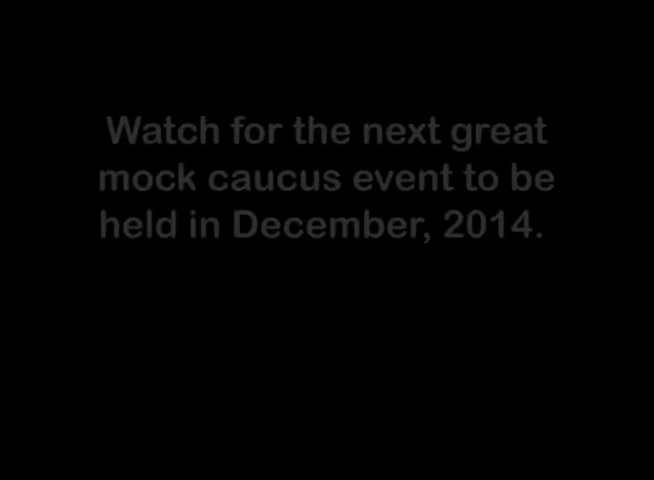 Watch for the next great
mock caucus event to be
held in December, 2014.